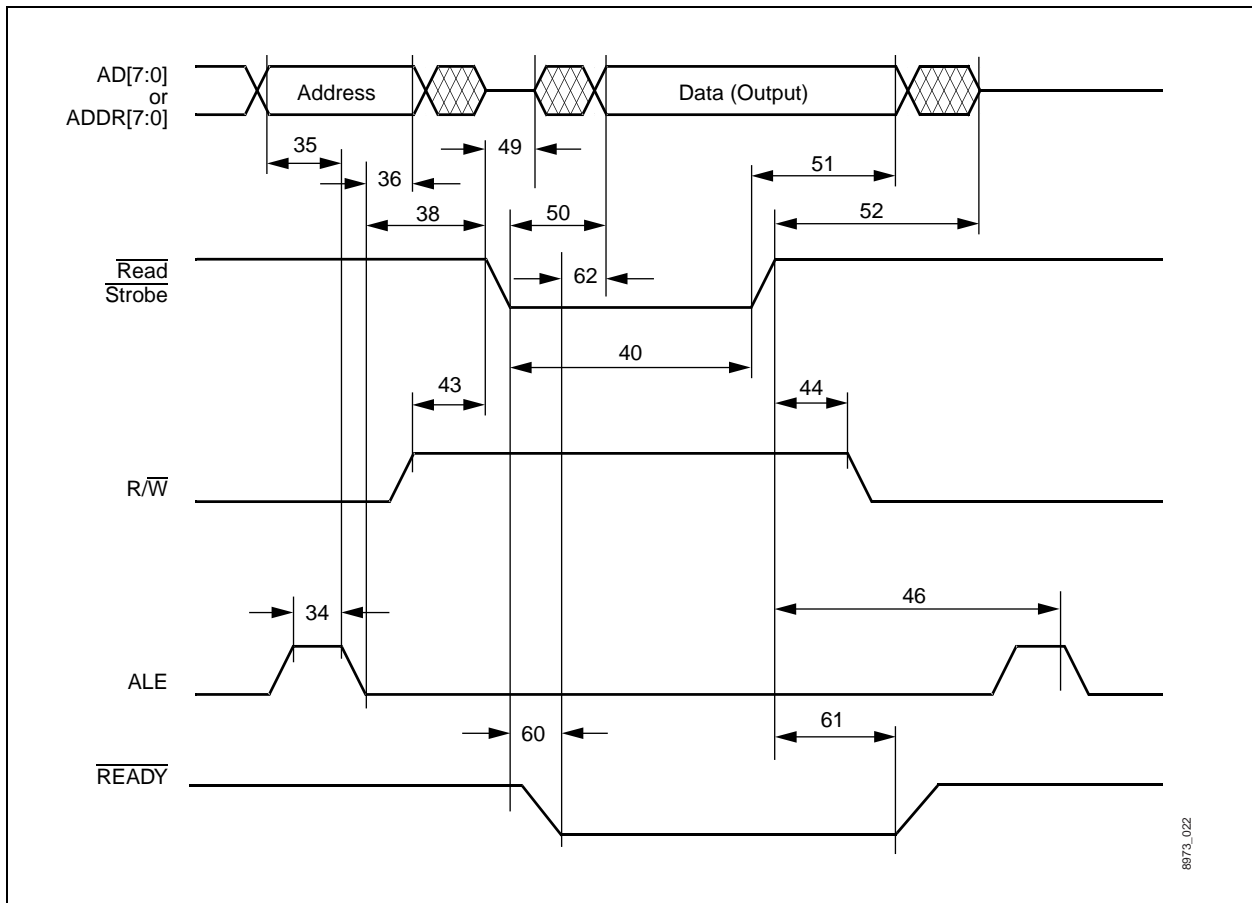 AD[7:0]
or
ADDR[7:0]
Address
Data (Output)
35
49
36
51
38
50
52
Read
Strobe
62
40
43
44
R/W
46
34
ALE
61
60
READY
8973_022